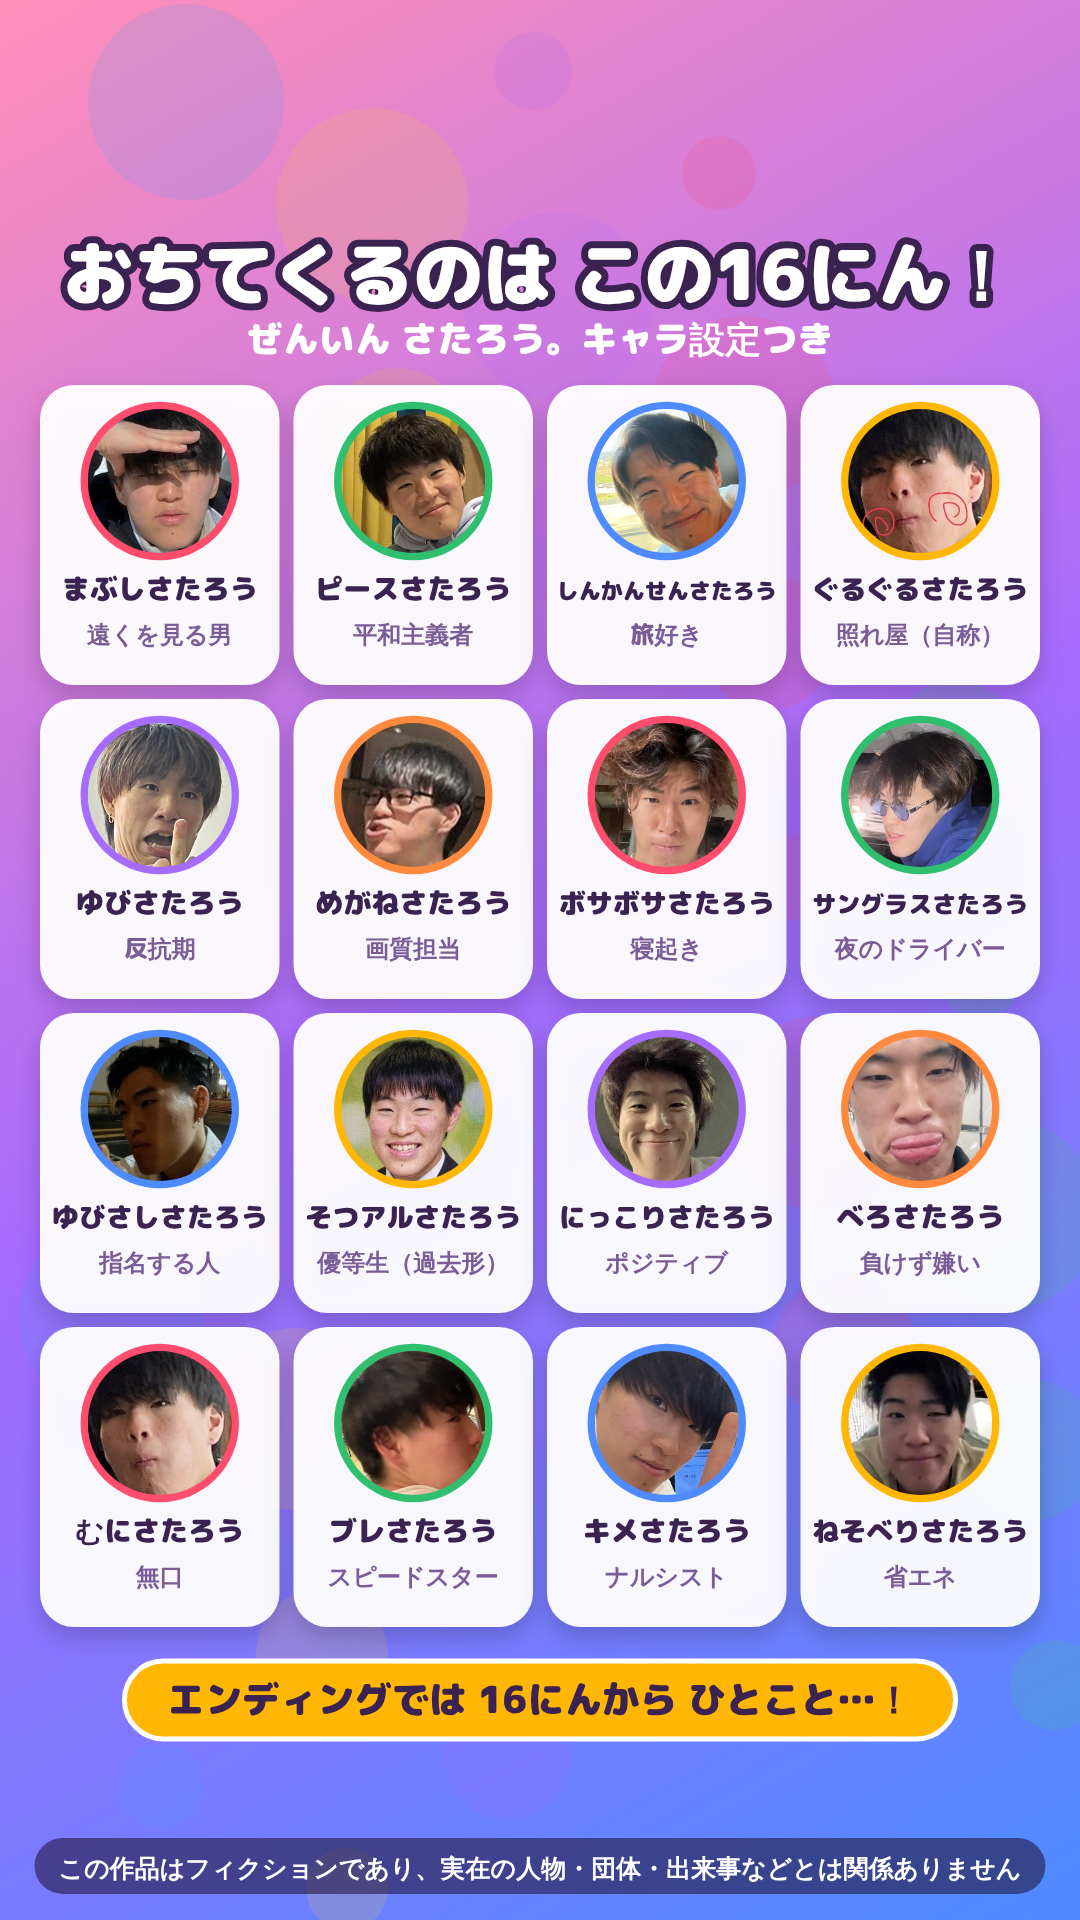 おちてくるのは この16にん！
ぜんいん さたろう。キャラ設定つき
まぶしさたろう
遠くを見る男
ピースさたろう
平和主義者
しんかんせんさたろう
旅好き
ぐるぐるさたろう
照れ屋（自称）
ゆびさたろう
反抗期
めがねさたろう
画質担当
ボサボサさたろう
寝起き
サングラスさたろう
夜のドライバー
ゆびさしさたろう
指名する人
そつアルさたろう
優等生（過去形）
にっこりさたろう
ポジティブ
べろさたろう
負けず嫌い
むにさたろう
無口
ブレさたろう
スピードスター
キメさたろう
ナルシスト
ねそべりさたろう
省エネ
エンディングでは 16にんから ひとこと…！
この作品はフィクションであり、実在の人物・団体・出来事などとは関係ありません